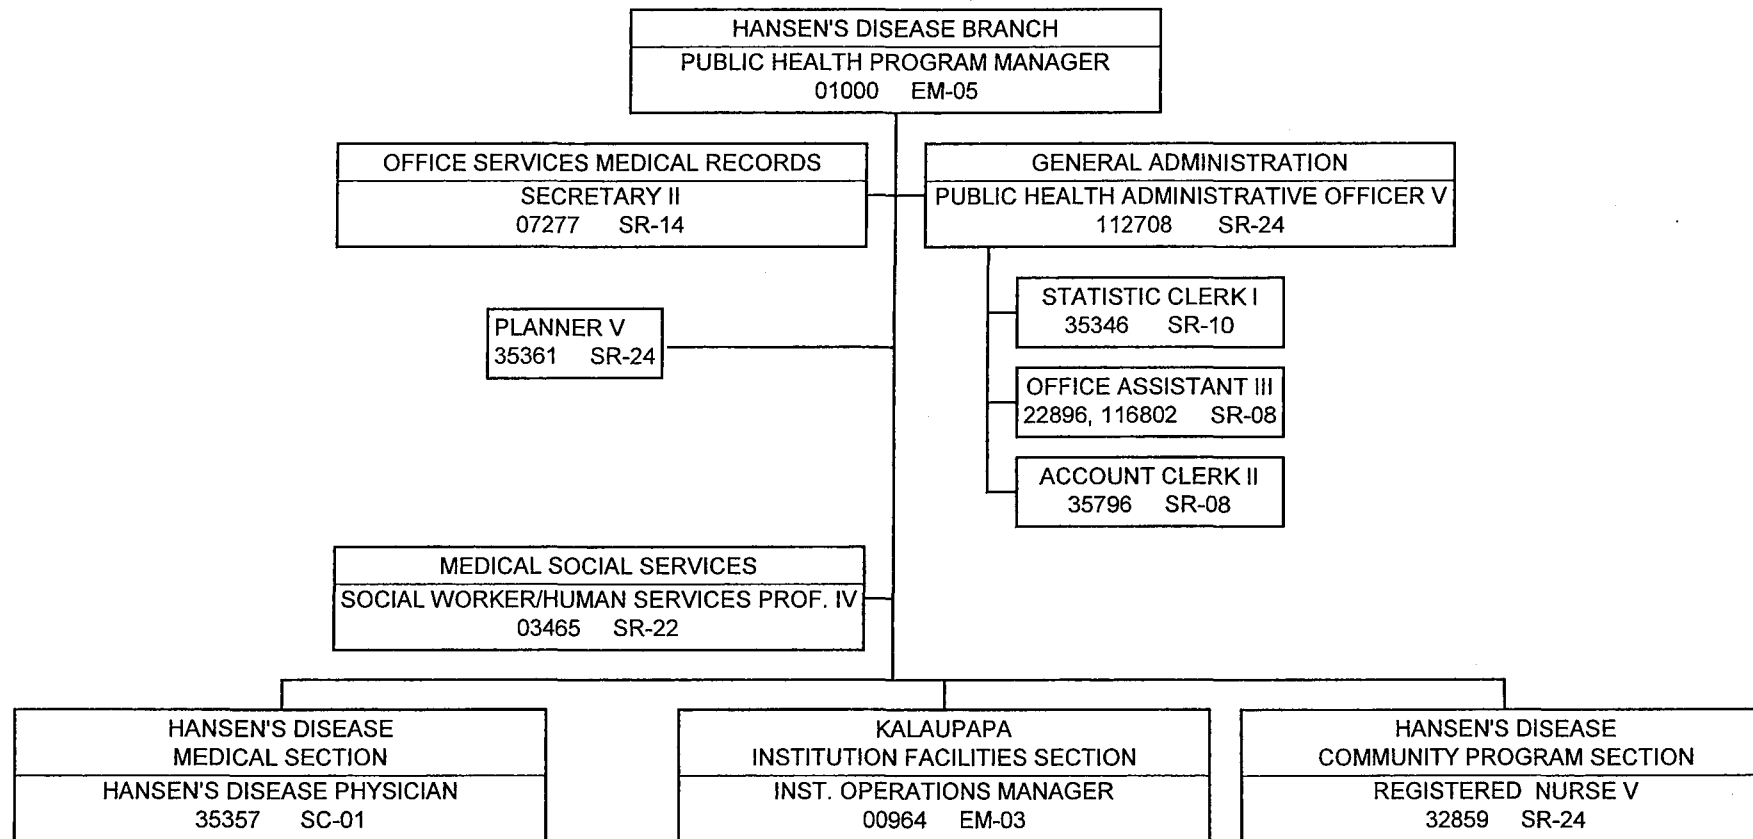 HANSEN'S DISEASE BRANCH
PUBLIC HEALTH PROGRAM MANAGER
01000 EM-05
OFFICE SERVICES MEDICAL RECORDS
SECRETARY II
07277 SR-14
GENERAL ADMINISTRATION
PUBLIC HEALTH ADMINISTRATIVE OFFICER V
112708 SR-24
STATISTIC CLERK I
35346 SR-10
PLANNER V
35361 SR-24
OFFICE ASSISTANT III
22896, 116802 SR-08
ACCOUNT CLERK II
35796 SR-08
MEDICAL SOCIAL SERVICES
SOCIAL WORKER/HUMAN SERVICES PROF. IV
03465 SR-22
HANSEN'S DISEASE
MEDICAL SECTION
HANSEN'S DISEASE PHYSICIAN
35357 SC-01
KALAUPAPA
INSTITUTION FACILITIES SECTION
INST. OPERATIONS MANAGER
00964 EM-03
HANSEN'S DISEASE
COMMUNITY PROGRAM SECTION
REGISTERED NURSE V
32859 SR-24